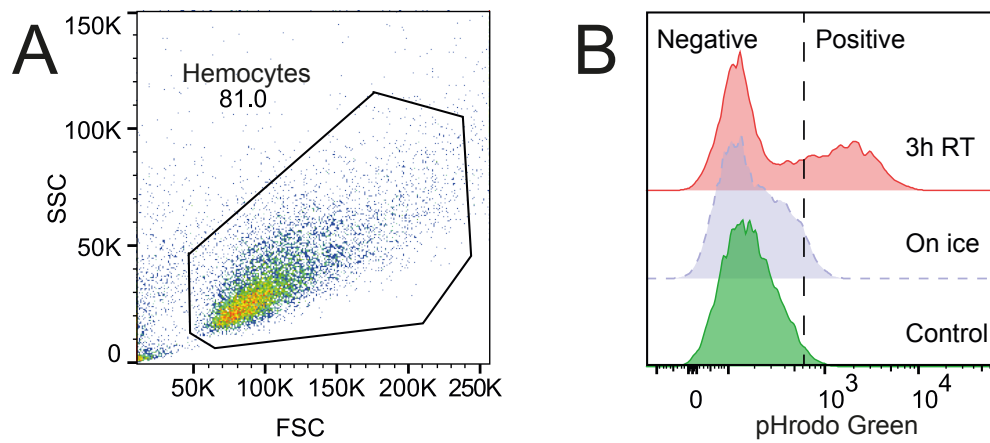 A
150K
100K
50K
0
SSC
Hemocytes
81.0
50K 100K 150K 200K 250K
FSC
B
Negative Positive
3h RT
On ice
Control
0 10^3 10^4
pHrodo Green